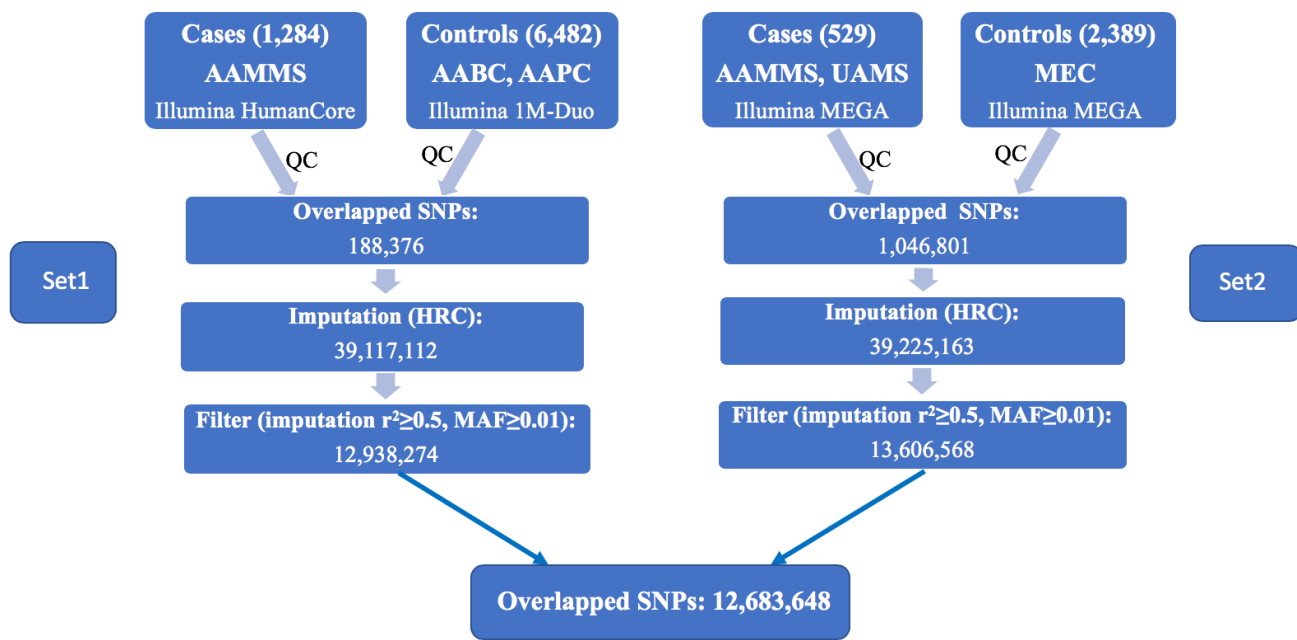 Cases (1,284)
AAMMS
Illumina HumanCore
Controls (6,482)
AABC, AAPC
Illumina 1M-Duo
Cases (529)
AAMMS, UAMS
Illumina MEGA
Controls (2,389)
MEC
Illumina MEGA
QC
QC
QC
QC
Overlapped SNPs:
188,376
Overlapped SNPs:
1,046,801
Set1
Set2
Imputation (HRC):
39,117,112
Imputation (HRC):
39,225,163
Filter (imputation r²≥0.5, MAF≥0.01):
12,938,274
Filter (imputation r²≥0.5, MAF≥0.01):
13,606,568
Overlapped SNPs: 12,683,648